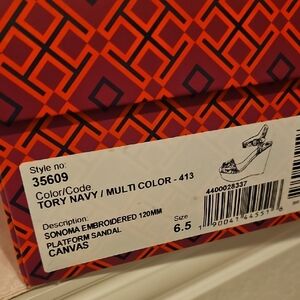 Style no:
35609
Color/Code
TORY NAVY / MULTI COLOR - 413
4400028337
Description:
SONOMA EMBROIDERED 120MM
PLATFORM SANDAL
CANVAS
Size
6.5